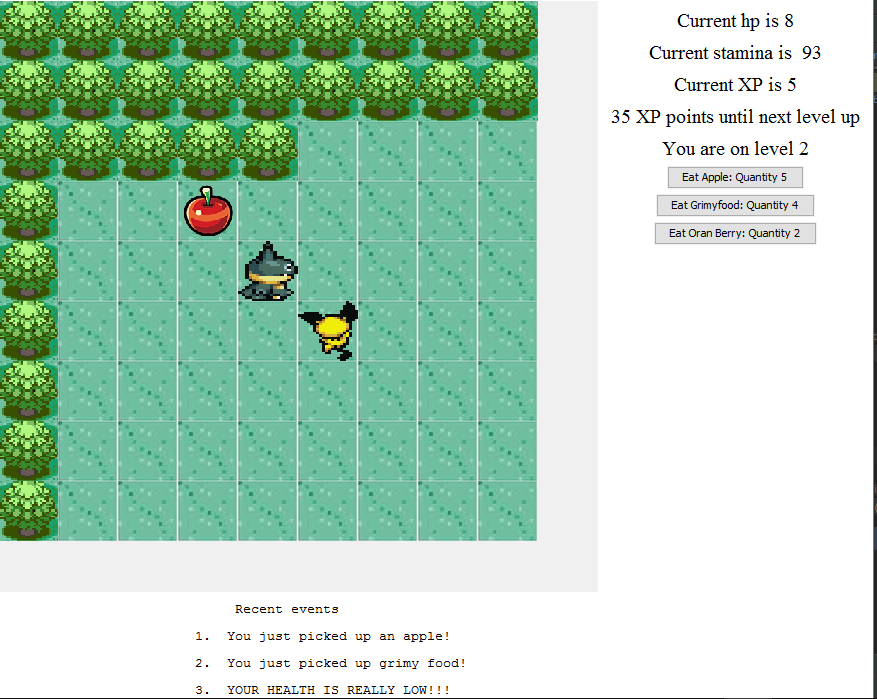 Current hp is 8
Current stamina is  93
Current XP is 5
35 XP points until next level up
You are on level 2
Eat Apple: Quantity 5
Eat Grimyfood: Quantity 4
Eat Oran Berry: Quantity 2
Recent events
1. You just picked up an apple!
2. You just picked up grimy food!
3. YOUR HEALTH IS REALLY LOW!!!